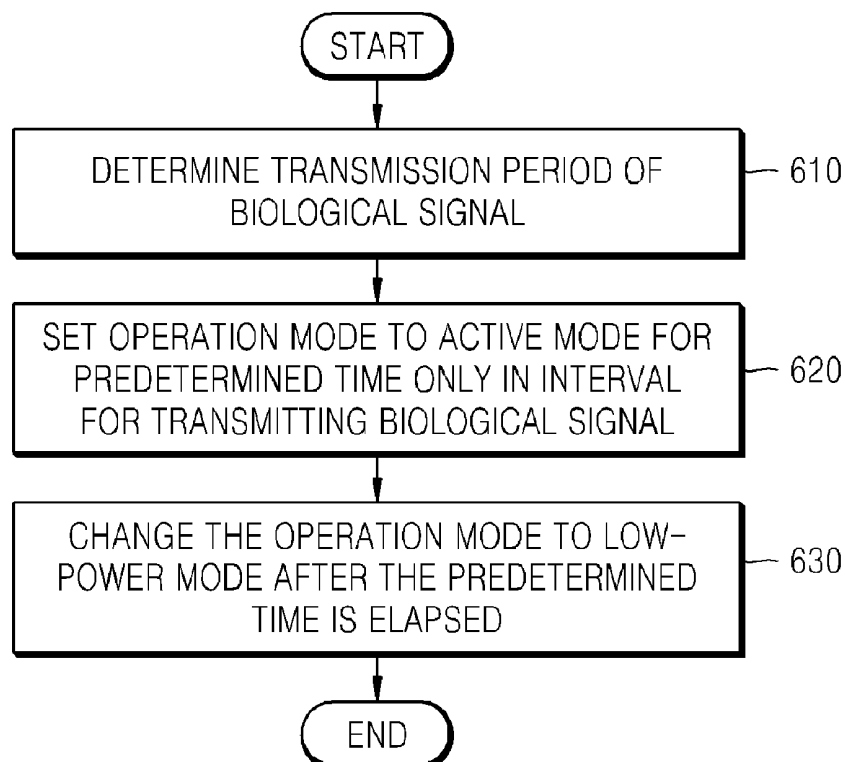 START
DETERMINE TRANSMISSION PERIOD OF
BIOLOGICAL SIGNAL
610
SET OPERATION MODE TO ACTIVE MODE FOR
PREDETERMINED TIME ONLY IN INTERVAL
FOR TRANSMITTING BIOLOGICAL SIGNAL
620
CHANGE THE OPERATION MODE TO LOW-
POWER MODE AFTER THE PREDETERMINED
TIME IS ELAPSED
630
END